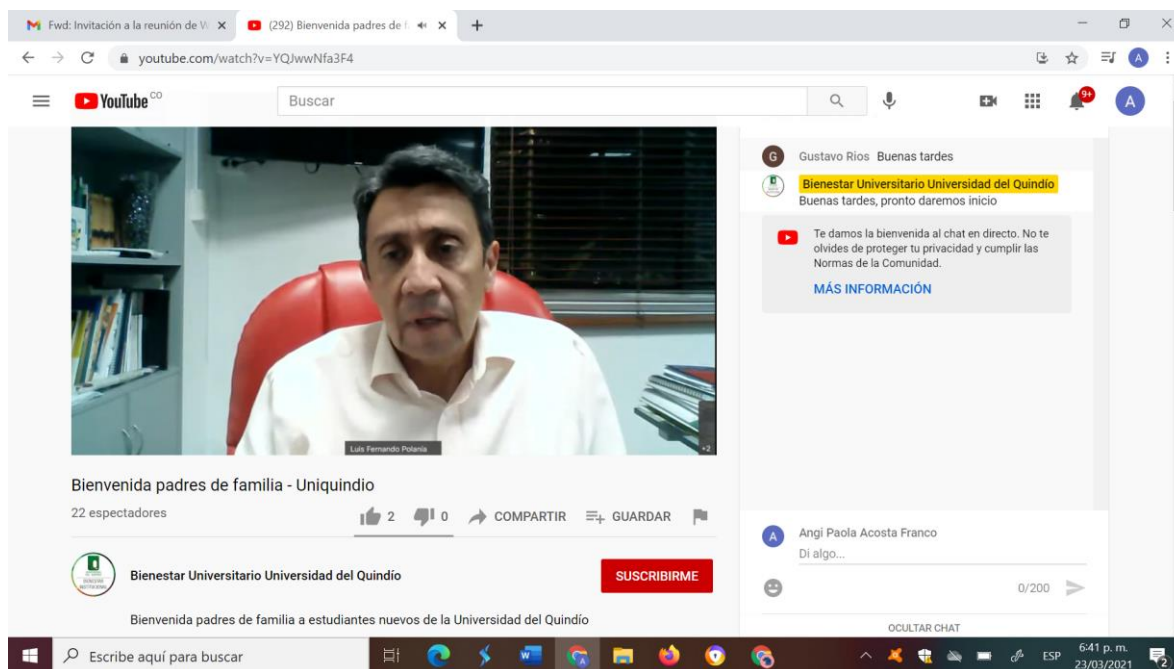 Fwd: Invitación a la reunión de W
(292) Bienvenida padres de f
youtube.com/watch?v=YQJwwNfa3F4
A
YouTube CO
Buscar
9+
A
Luis Fernando Polania
+2
Bienvenida padres de familia - Uniquindio
22 espectadores
2
0
COMPARTIR
GUARDAR
Bienestar Universitario Universidad del Quindío
SUSCRIBIRME
Bienvenida padres de familia a estudiantes nuevos de la Universidad del Quindío
G
Gustavo Rios Buenas tardes
Bienestar Universitario Universidad del Quindío
Buenas tardes, pronto daremos inicio
Te damos la bienvenida al chat en directo. No te
olvides de proteger tu privacidad y cumplir las
Normas de la Comunidad.
MÁS INFORMACIÓN
A
Angi Paola Acosta Franco
Di algo...
0/200
OCULTAR CHAT
Escribe aquí para buscar
ESP
6:41 p. m.
23/03/2021